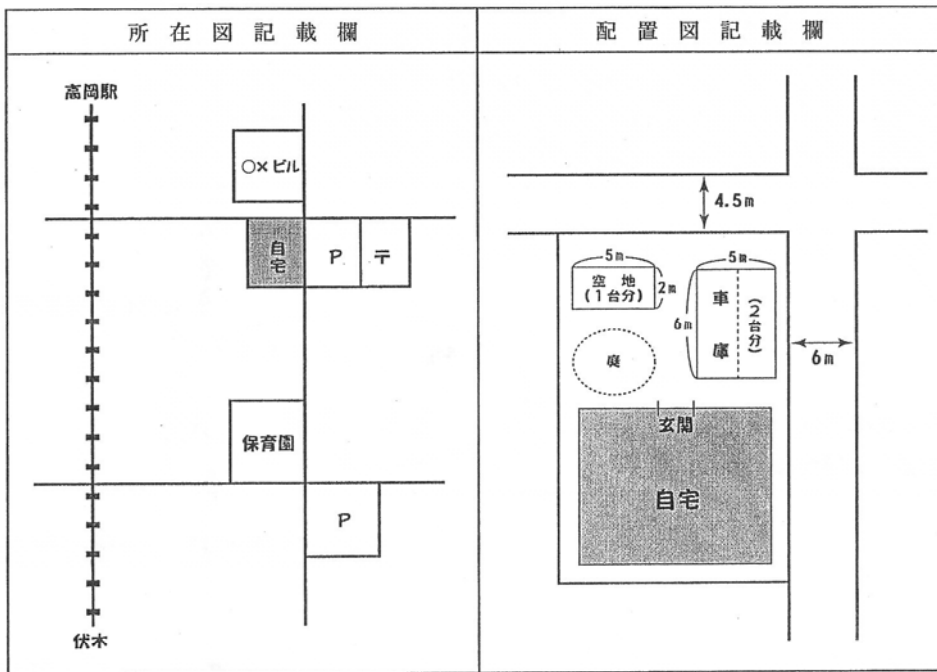 所在図記載欄
配置図記載欄
高岡駅
○×ビル
自宅
P
〒
保育園
P
伏木
4.5m
5m
空地
(1台分)
2m
5m
6m
車庫
(2台分)
6m
庭
玄関
自宅